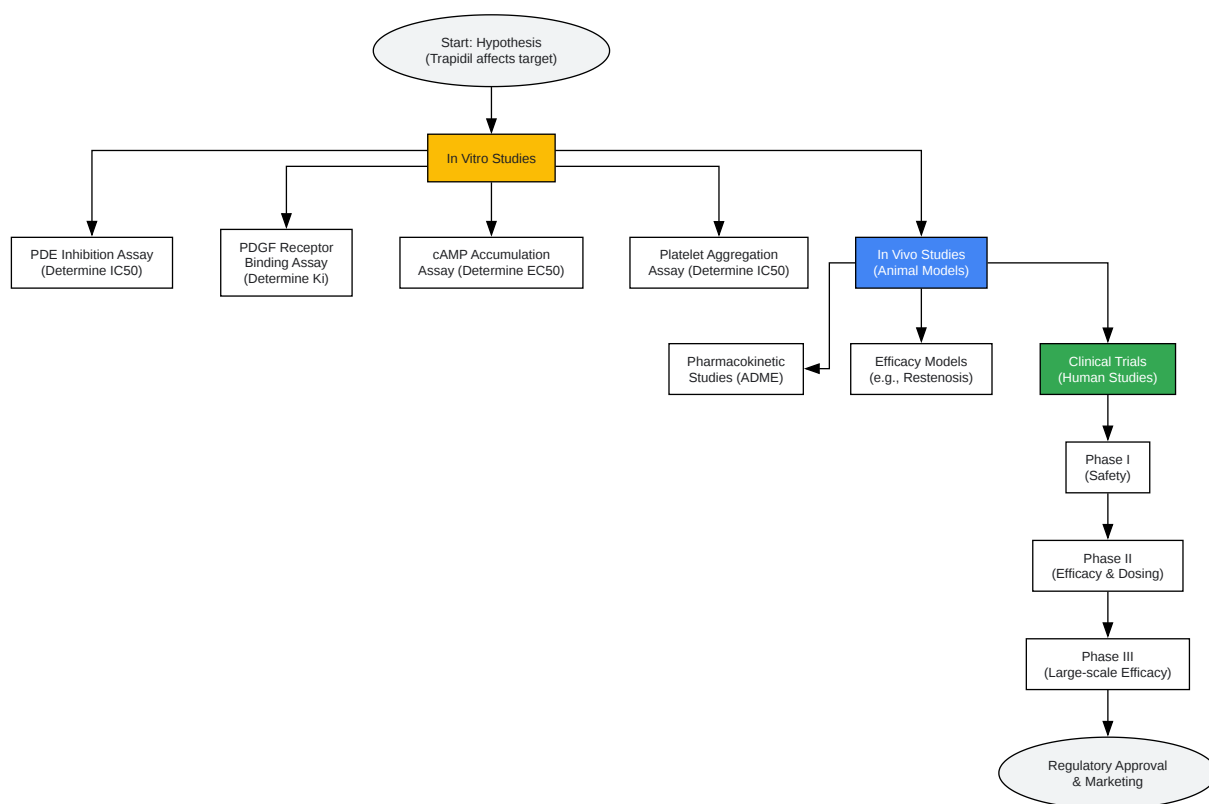 Start: Hypothesis
(Trapidil affects target)
In Vitro Studies
PDE Inhibition Assay
(Determine IC50)
PDGF Receptor
Binding Assay
(Determine Ki)
cAMP Accumulation
Assay (Determine EC50)
Platelet Aggregation
Assay (Determine IC50)
In Vivo Studies
(Animal Models)
Pharmacokinetic
Studies (ADME)
Efficacy Models
(e.g., Restenosis)
Clinical Trials
(Human Studies)
Phase I
(Safety)
Phase II
(Efficacy & Dosing)
Phase III
(Large-scale Efficacy)
Regulatory Approval
& Marketing